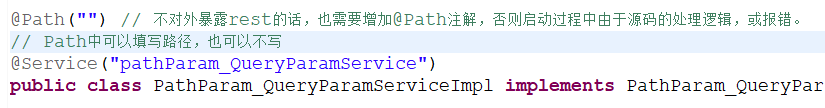 @Path("") // 不对外暴露rest的话，也需要增加@Path注解，否则启动过程中由于源码的处理逻辑，或报错。
// Path中可以填写路径，也可以不写
@Service("pathParam_QueryParamService")
public class PathParam_QueryParamServiceImpl implements PathParam_QueryPar